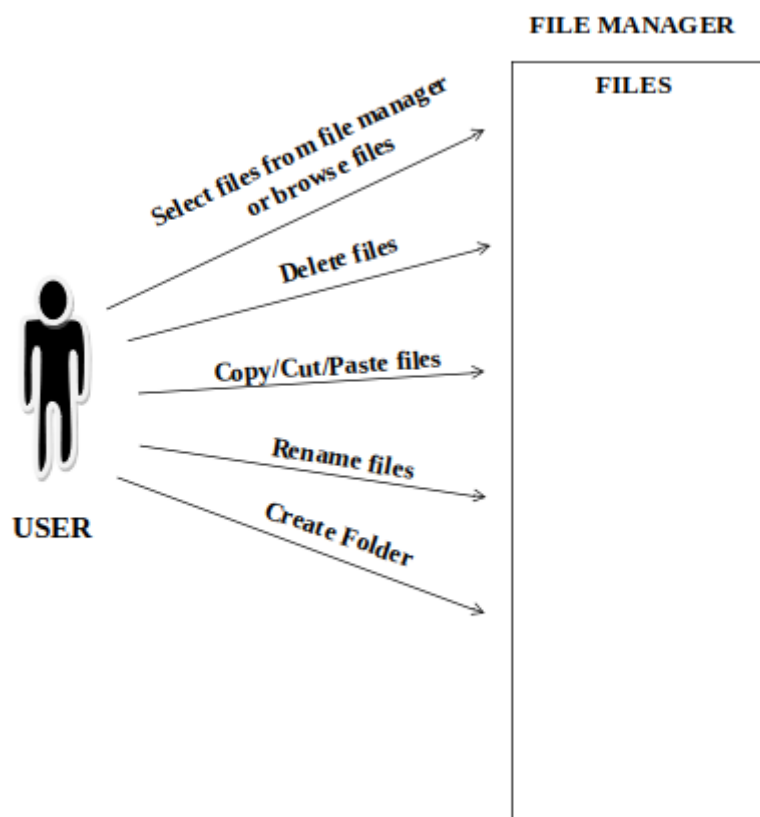 FILE MANAGER
FILES
Select files from file manager
or browse files
Delete files
Copy/Cut/Paste files
Rename files
Create Folder
USER